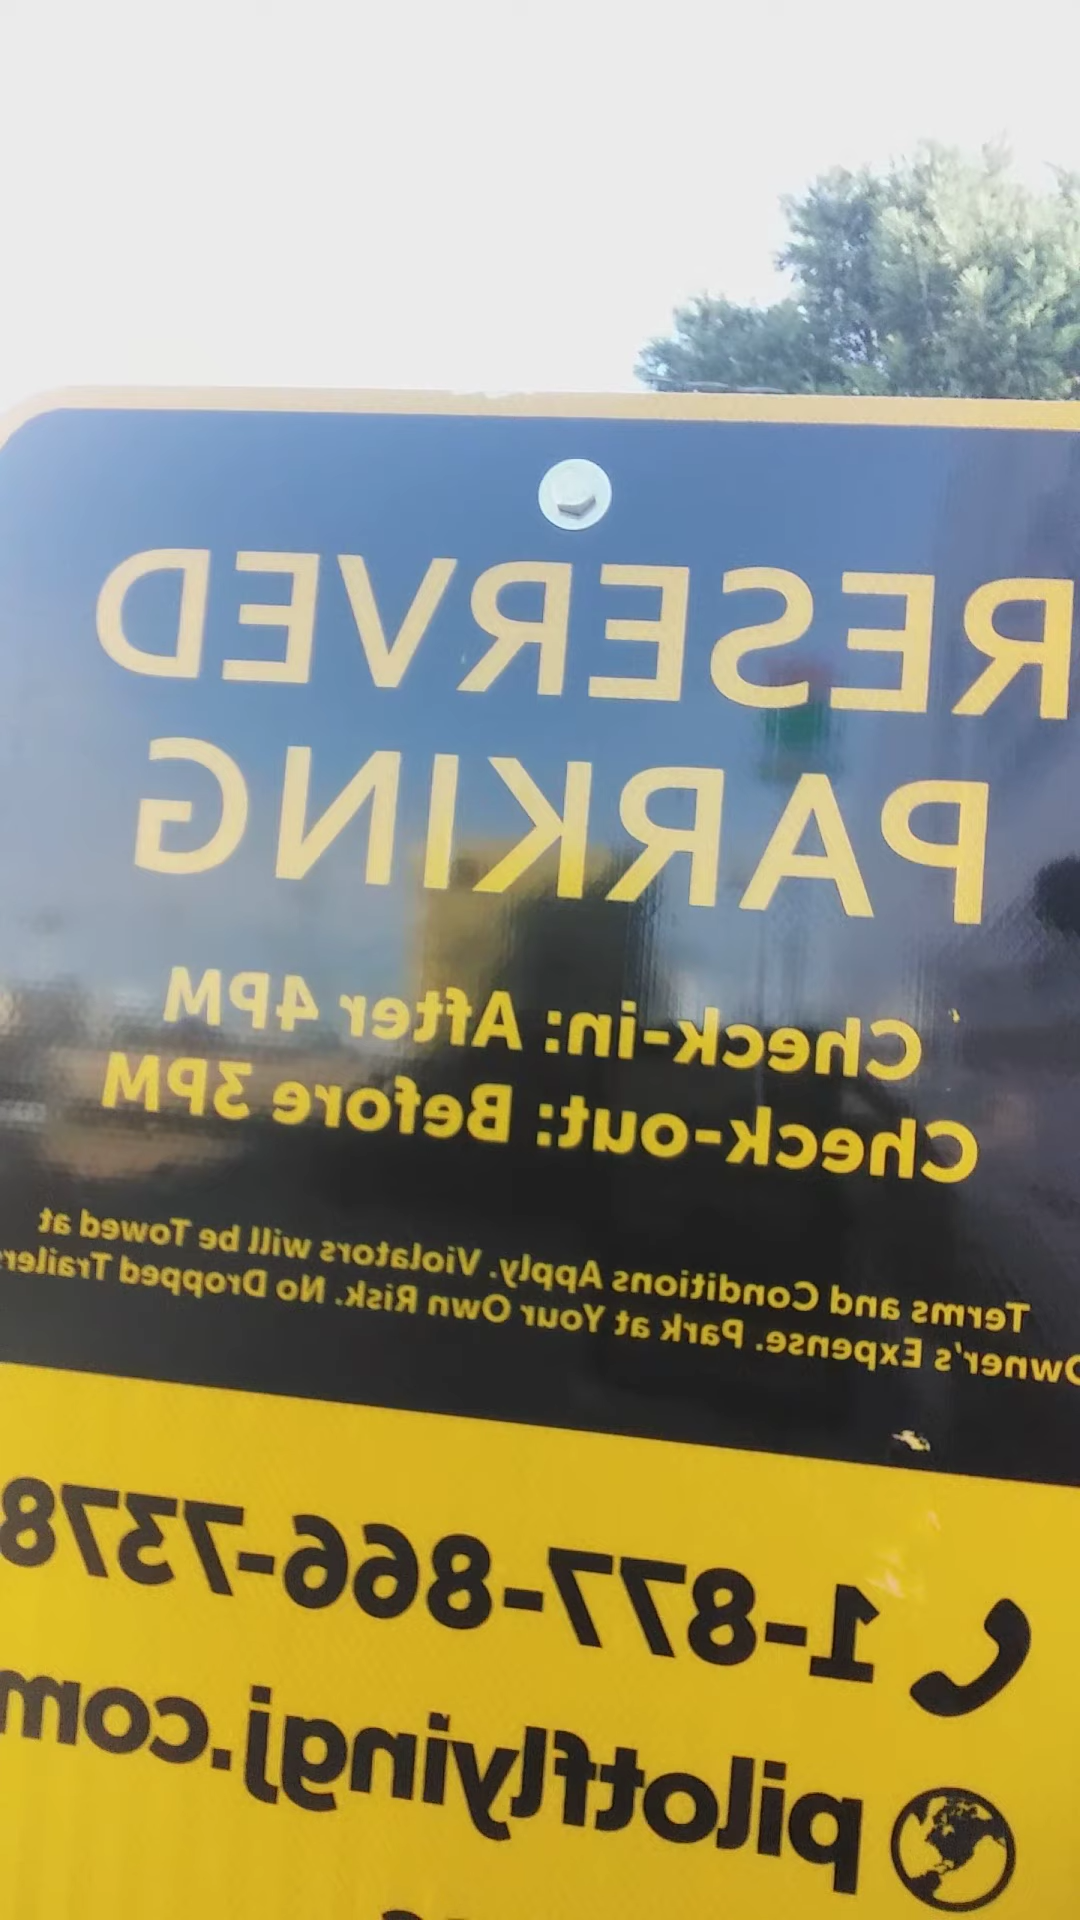 RESERVED
PARKING
Check-in: After 4PM
Check-out: Before 3PM
Terms and Conditions Apply. Violators will be Towed at
Owner's Expense. Park at Your Own Risk. No Dropped Trailers
1-877-866-7378
pilotflyingj.com